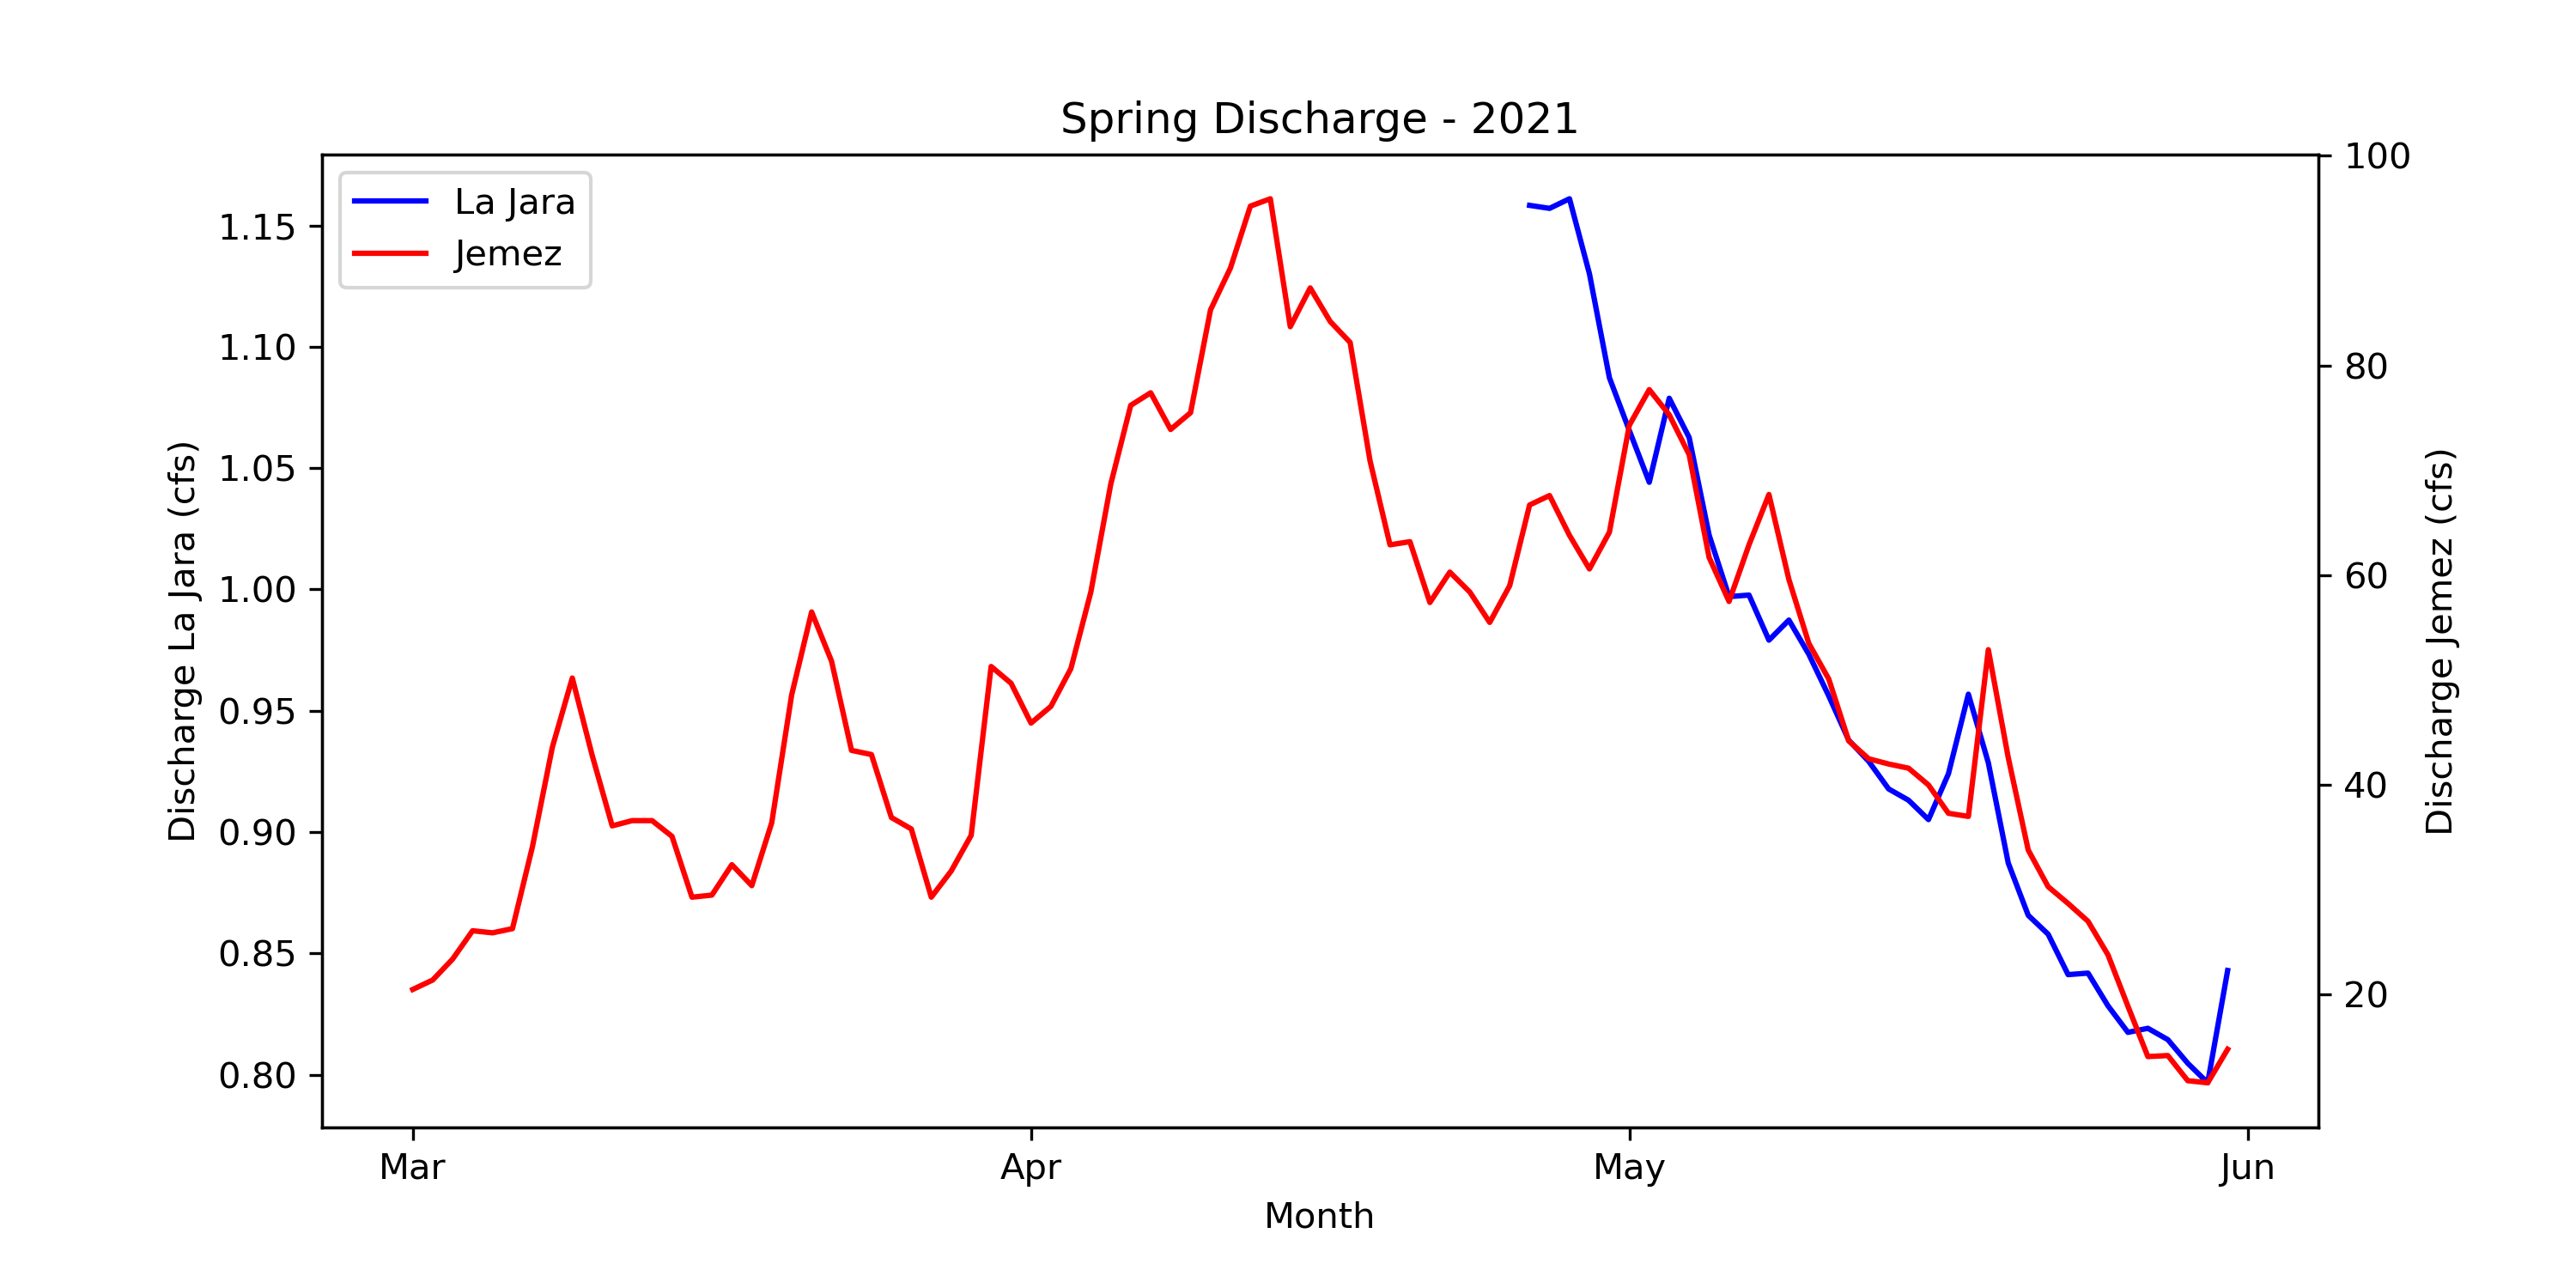 Spring Discharge - 2021
La Jara
Jemez
1.15
1.10
1.05
1.00
0.95
0.90
0.85
0.80
Discharge La Jara (cfs)
100
80
60
40
20
Discharge Jemez (cfs)
Mar Apr May Jun
Month